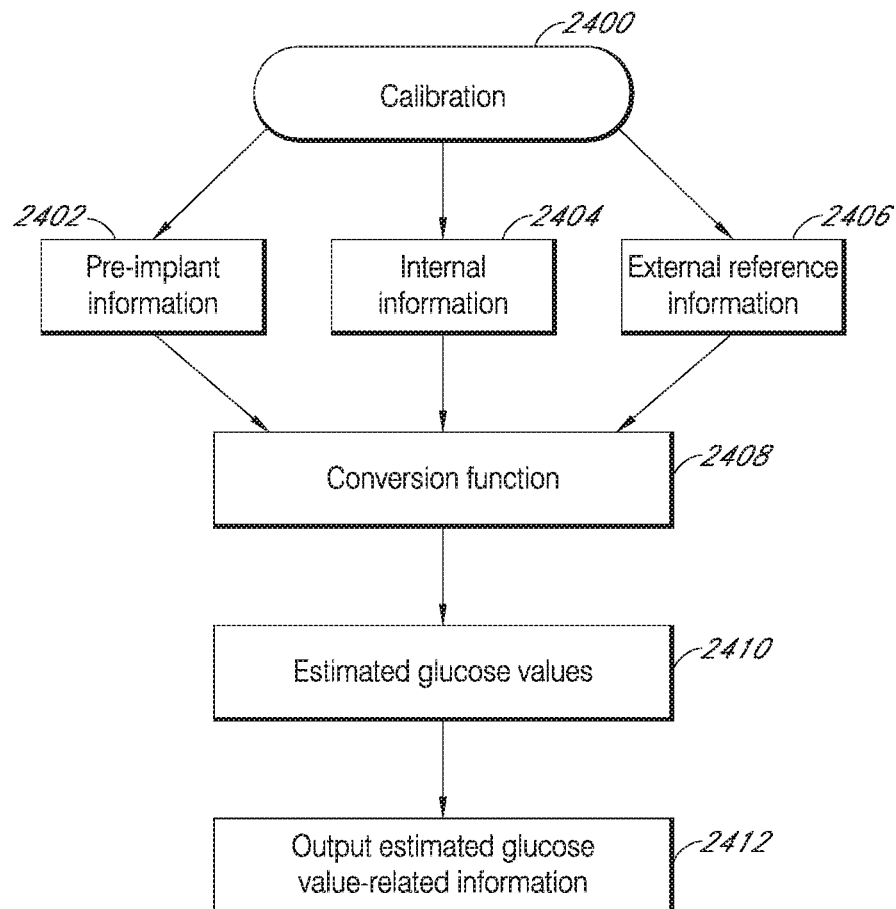 2400
Calibration
2402
2404
2406
Pre-implant
information
Internal
information
External reference
information
Conversion function
2408
Estimated glucose values
2410
Output estimated glucose
value-related information
2412